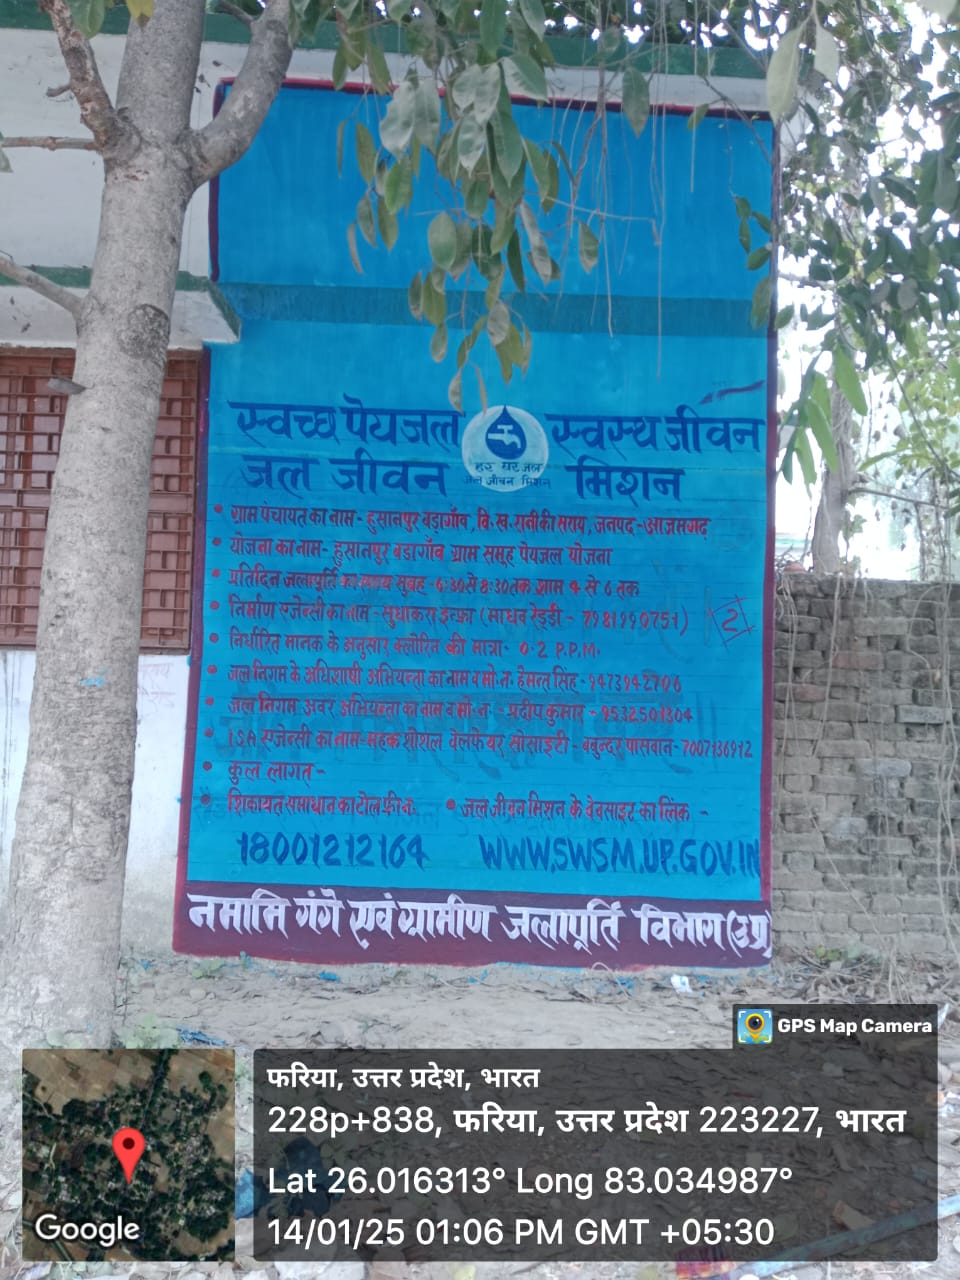 स्वच्छ पेयजल स्वस्थ जीवन
जल जीवन मिशन
हर घर जल
जल जीवन मिशन
• ग्राम पंचायत का नाम - हुसानपुर बड़ागाँव, वि.ख. रानी की सराय, जनपद - आजमगढ़
• योजना का नाम - हुसानपुर बडागाँव ग्राम समूह पेयजल योजना
• प्रतिदिन जलापूर्ति का समय सुबह - 6:30 से 8:30 तक शाम 4 से 6 तक
• निर्माण एजेन्सी का नाम - सुधाकरा इन्फ्रा (माधव रेड्डी - 7981990751)
2
• निर्धारित मानक के अनुसार क्लोरिन की मात्रा - 0.2 P.P.M.
• जल निगम के अधिशाषी अभियन्ता का नाम व मो.न. हेमन्त सिंह - 9473942706
• जल निगम अवर अभियन्ता का नाम व मो.न. - प्रदीप कुमार - 9532501304
• I.S.A एजेन्सी का नाम - महक शोशल वेलफेयर सोसाइटी - बबुन्दर पासवान - 7007136912
• कुल लागत -
• शिकायत समाधान का टोल फ्री न. • जल जीवन मिशन के वेबसाइट का लिंक -
18001212164 WWW.SWSM.UP.GOV.IN
नमामि गंगे एवं ग्रामीण जलापूर्ति विभाग (उ.प्र)
GPS Map Camera
फरिया, उत्तर प्रदेश, भारत
228p+838, फरिया, उत्तर प्रदेश 223227, भारत
Lat 26.016313° Long 83.034987°
14/01/25 01:06 PM GMT +05:30
Google